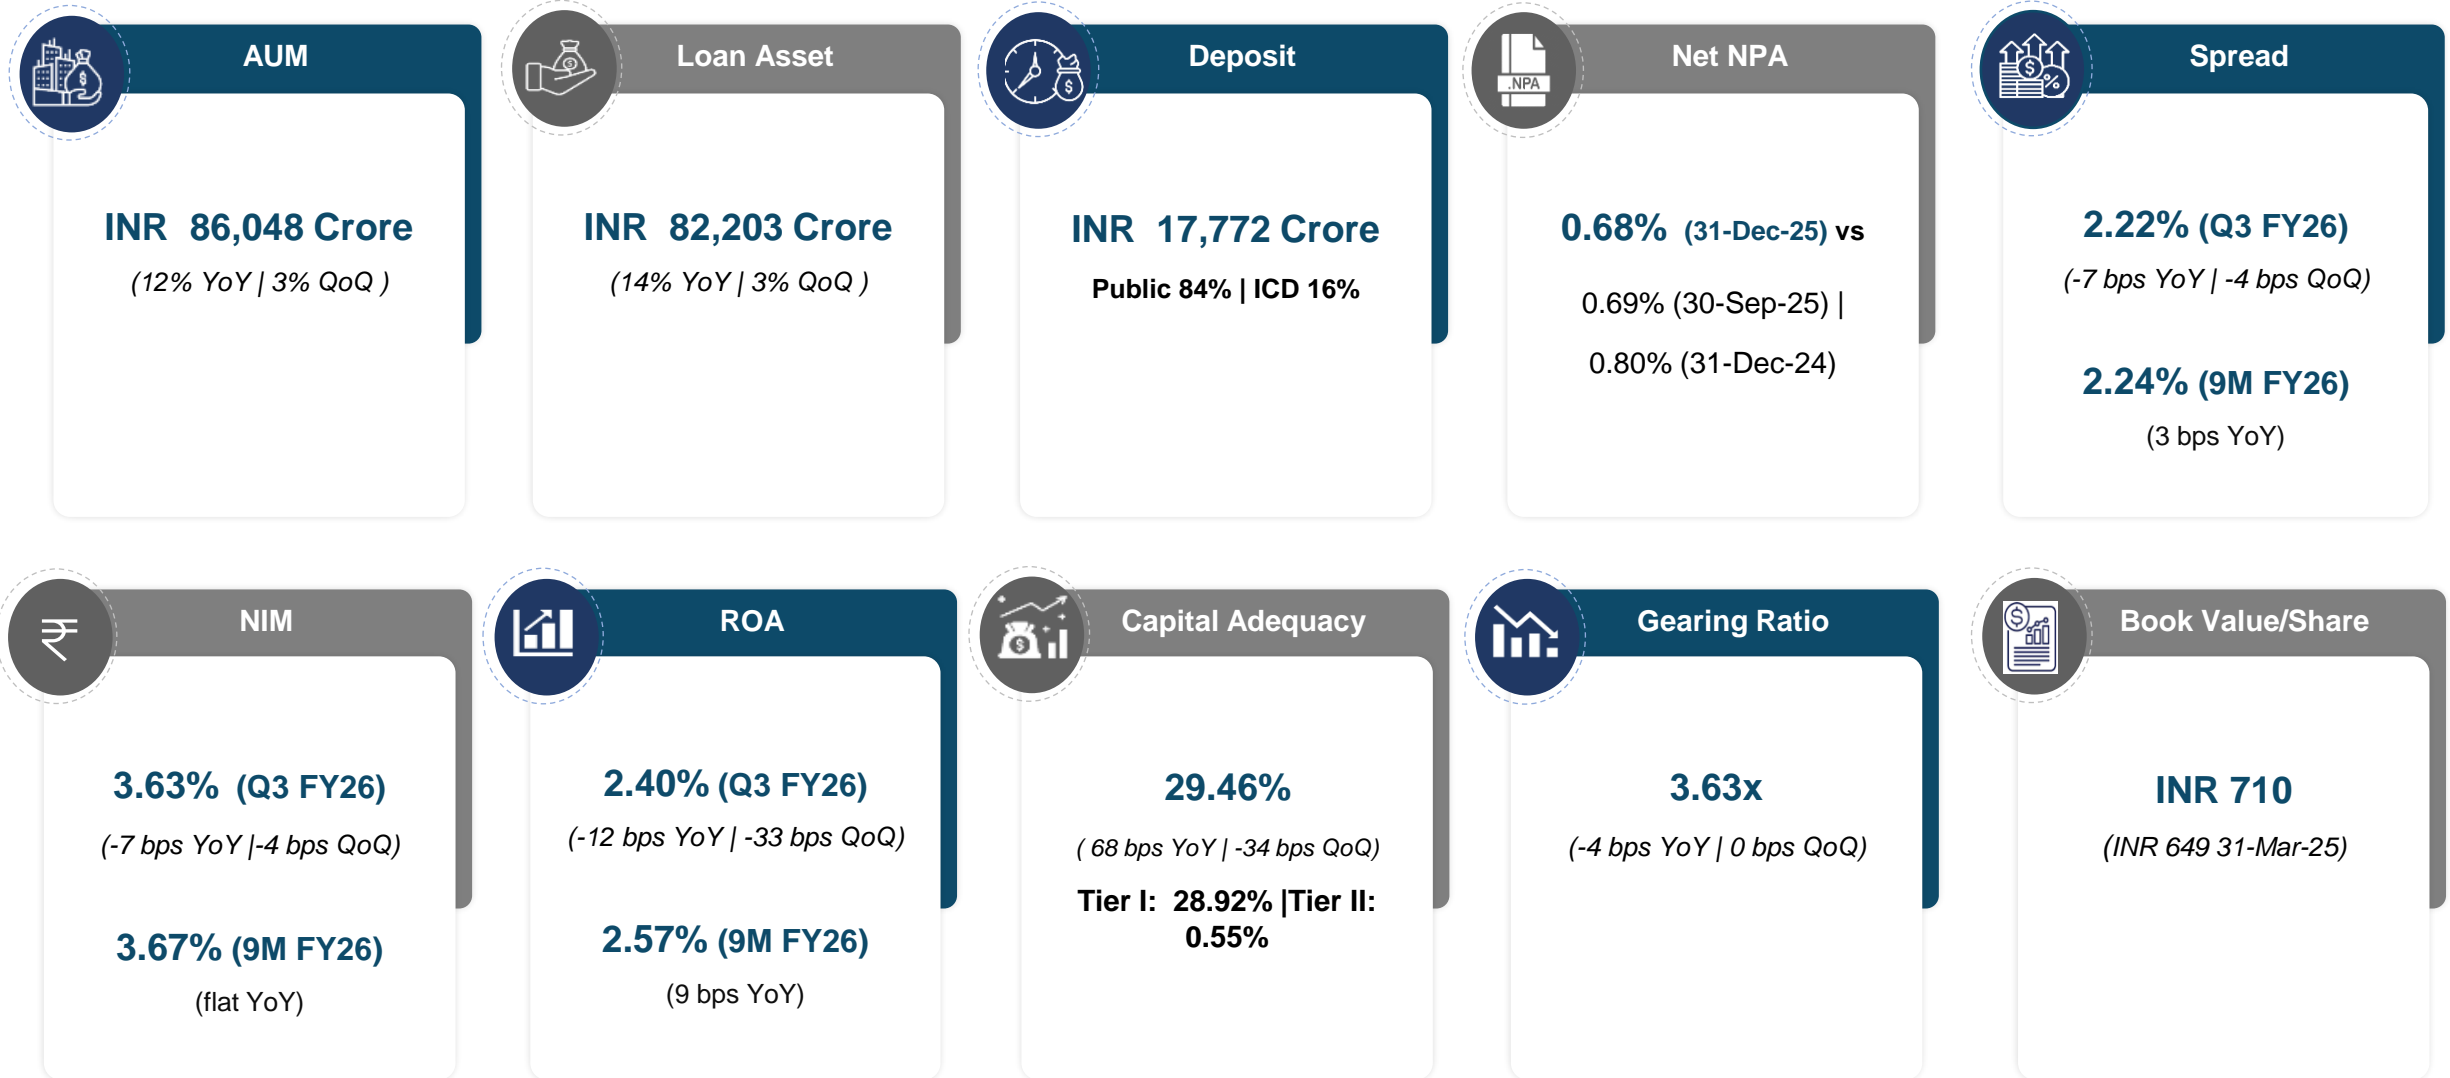 AUM
INR 86,048 Crore
(12% YoY | 3% QoQ )
Loan Asset
INR 82,203 Crore
(14% YoY | 3% QoQ )
Deposit
INR 17,772 Crore
Public 84% | ICD 16%
.NPA
Net NPA
0.68% (31-Dec-25) vs
0.69% (30-Sep-25) |
0.80% (31-Dec-24)
Spread
2.22% (Q3 FY26)
(-7 bps YoY | -4 bps QoQ)
2.24% (9M FY26)
(3 bps YoY)
₹
NIM
3.63% (Q3 FY26)
(-7 bps YoY |-4 bps QoQ)
3.67% (9M FY26)
(flat YoY)
ROA
2.40% (Q3 FY26)
(-12 bps YoY | -33 bps QoQ)
2.57% (9M FY26)
(9 bps YoY)
Capital Adequacy
29.46%
( 68 bps YoY | -34 bps QoQ)
Tier I: 28.92% |Tier II:
0.55%
Gearing Ratio
3.63x
(-4 bps YoY | 0 bps QoQ)
Book Value/Share
INR 710
(INR 649 31-Mar-25)